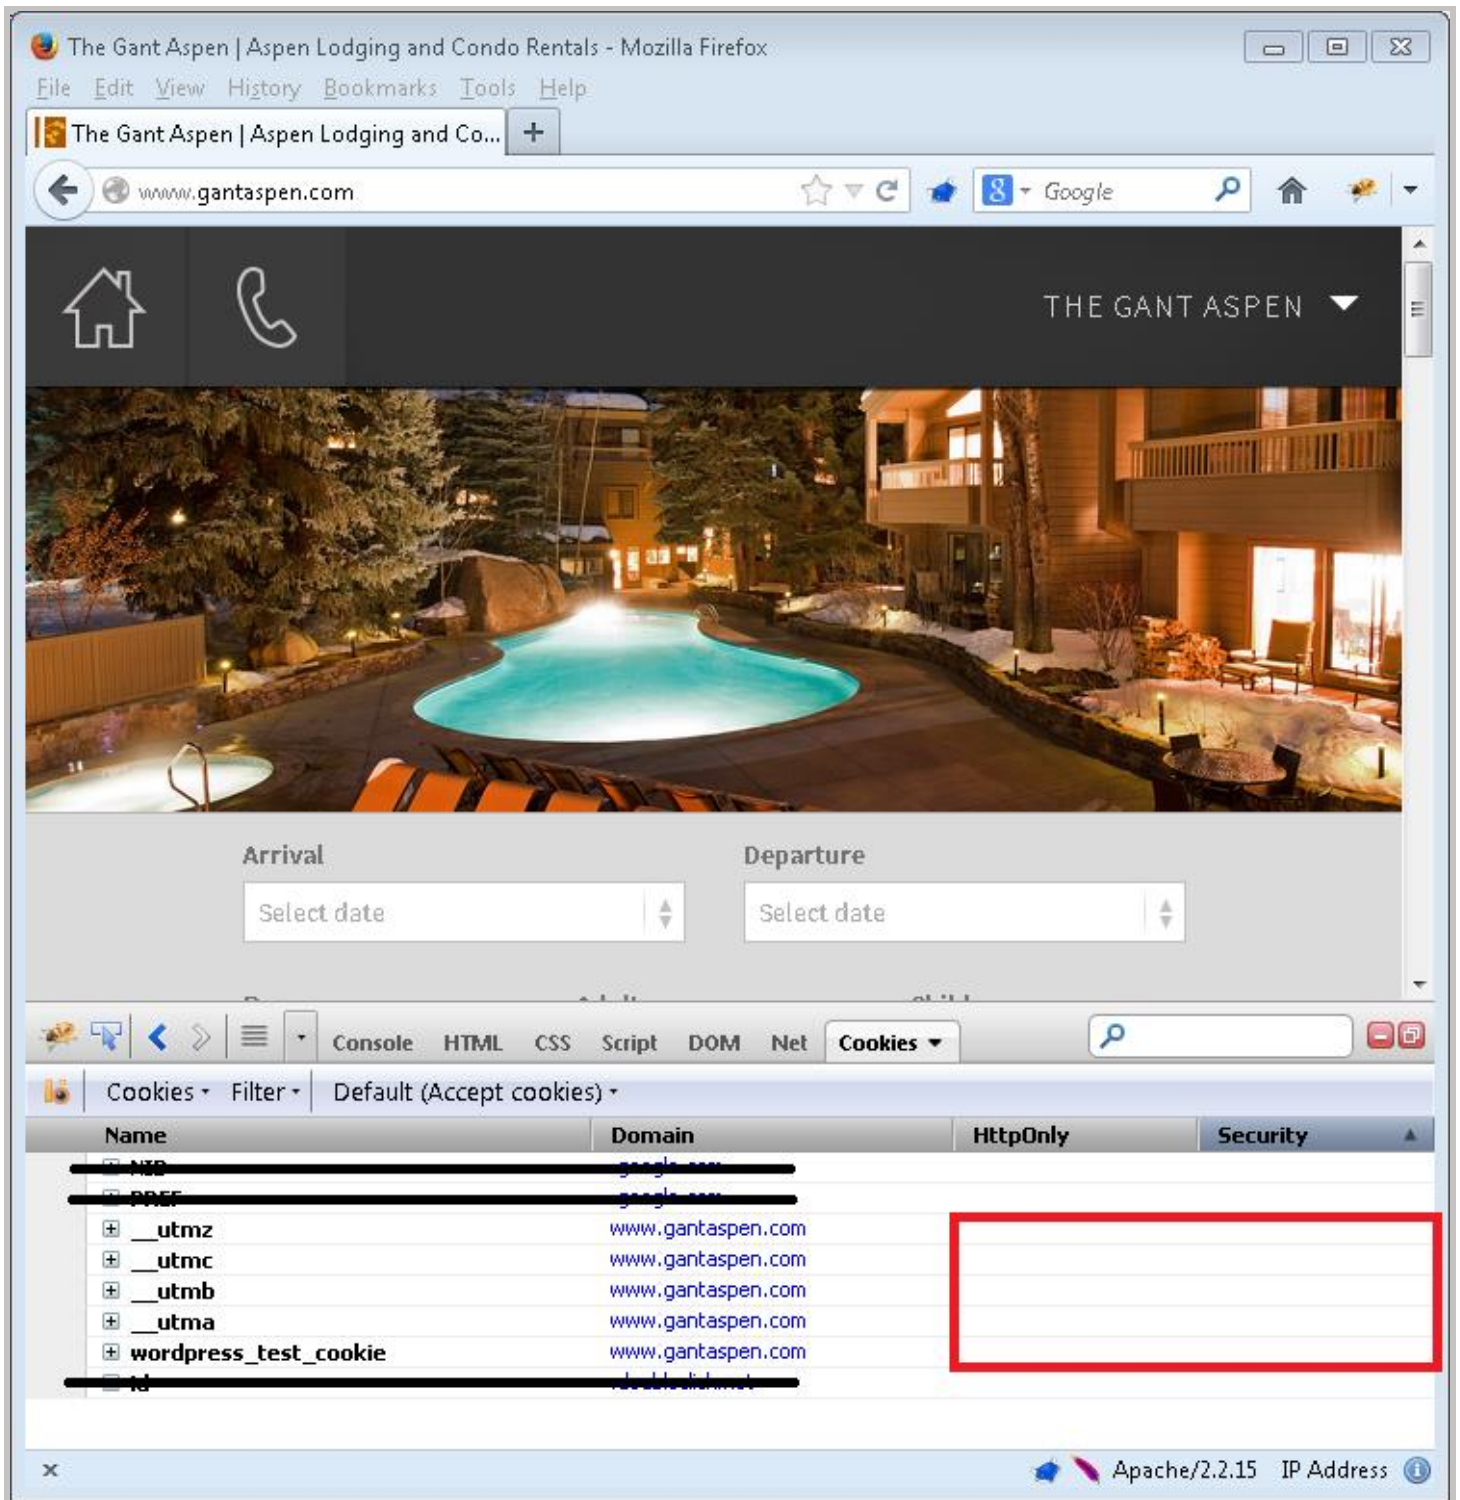 The Gant Aspen | Aspen Lodging and Condo Rentals - Mozilla Firefox
File Edit View History Bookmarks Tools Help
The Gant Aspen | Aspen Lodging and Co... +
www.gantaspen.com Google
THE GANT ASPEN
Arrival Departure
Select date Select date
Console HTML CSS Script DOM Net Cookies
Cookies Filter Default (Accept cookies)
Name Domain HttpOnly Security
__utmz www.gantaspen.com
__utmc www.gantaspen.com
__utmb www.gantaspen.com
__utma www.gantaspen.com
wordpress_test_cookie www.gantaspen.com
Apache/2.2.15 IP Address